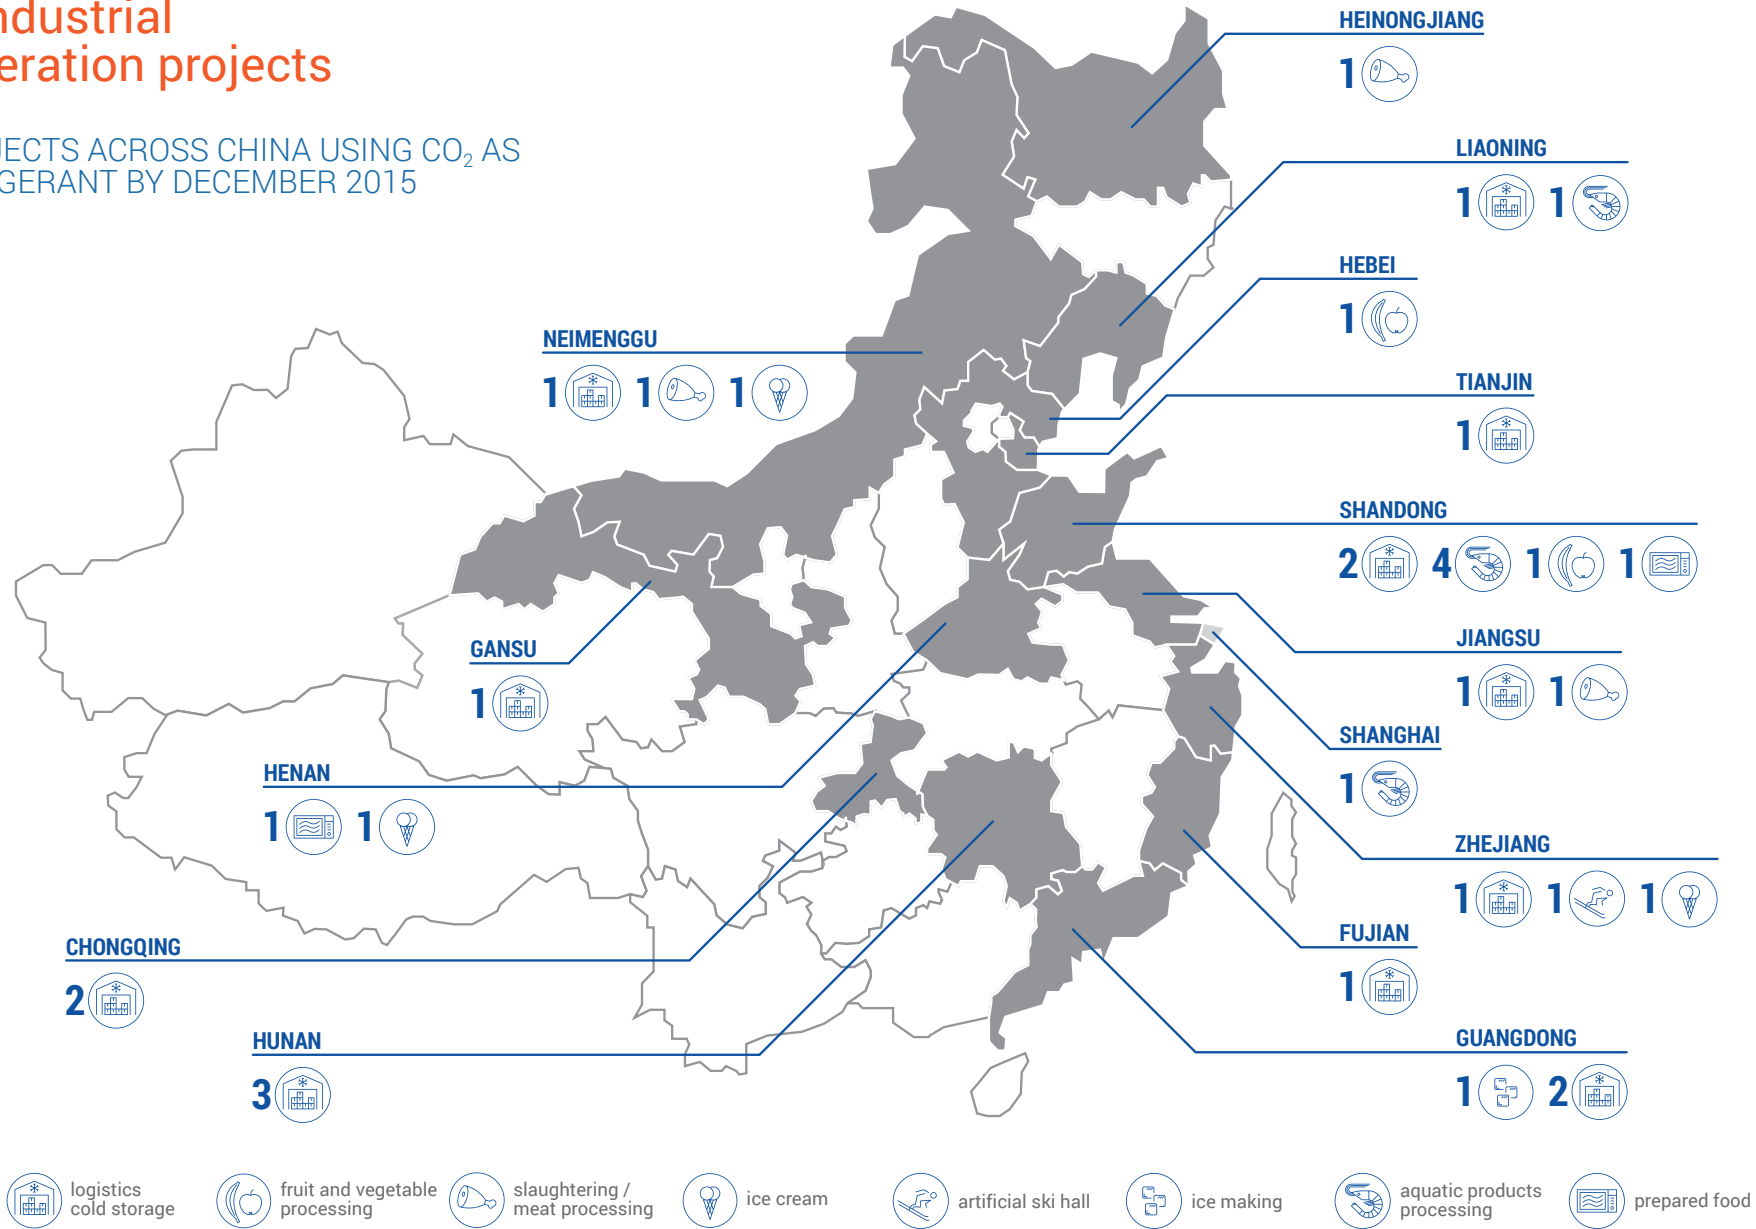 ndustrial
eration projects
JECTS ACROSS CHINA USING CO₂ AS
GERANT BY DECEMBER 2015
HEINONGJIANG
1
LIAONING
1 1
HEBEI
1
NEIMENGGU
1 1 1
TIANJIN
1
SHANDONG
2 4 1 1
GANSU
1
JIANGSU
1 1
SHANGHAI
1
HENAN
1 1
ZHEJIANG
1 1 1
CHONGQING
2
FUJIAN
1
HUNAN
3
GUANGDONG
1 2
logistics
cold storage
fruit and vegetable
processing
slaughtering /
meat processing
ice cream
artificial ski hall
ice making
aquatic products
processing
prepared food